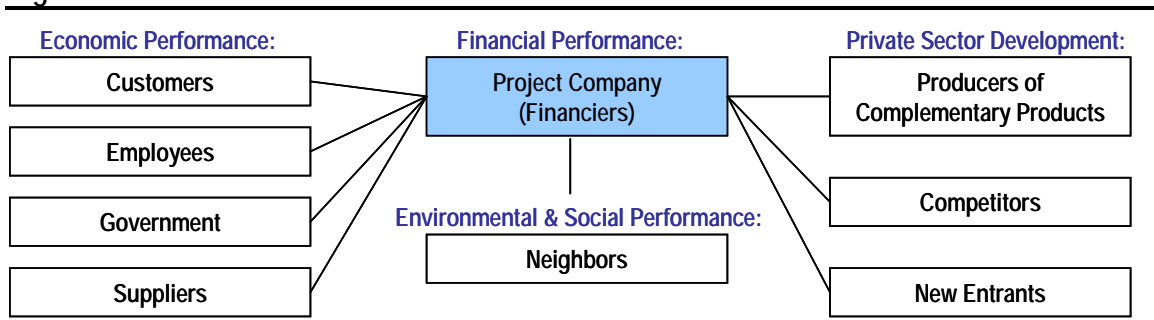 Economic Performance:
Customers
Employees
Government
Suppliers
Financial Performance:
Project Company
(Financiers)
Environmental & Social Performance:
Neighbors
Private Sector Development:
Producers of
Complementary Products
Competitors
New Entrants